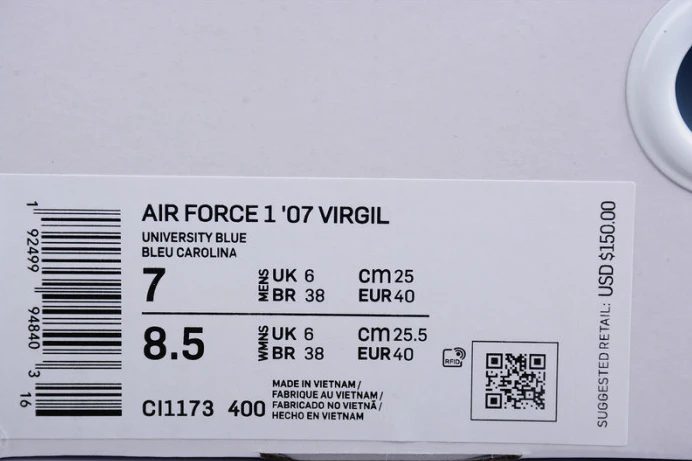 AIR FORCE 1 '07 VIRGIL
UNIVERSITY BLUE
BLEU CAROLINA
7 MENS UK 6 cm 25
BR 38 EUR 40
8.5 WMNS UK 6 cm 25.5
BR 38 EUR 40
RFID
CI1173 400
MADE IN VIETNAM /
FABRIQUE AU VIETNAM /
FABRICADO NO VIETNÃ /
HECHO EN VIETNAM
1 92499 94840 3 16
SUGGESTED RETAIL: USD $150.00